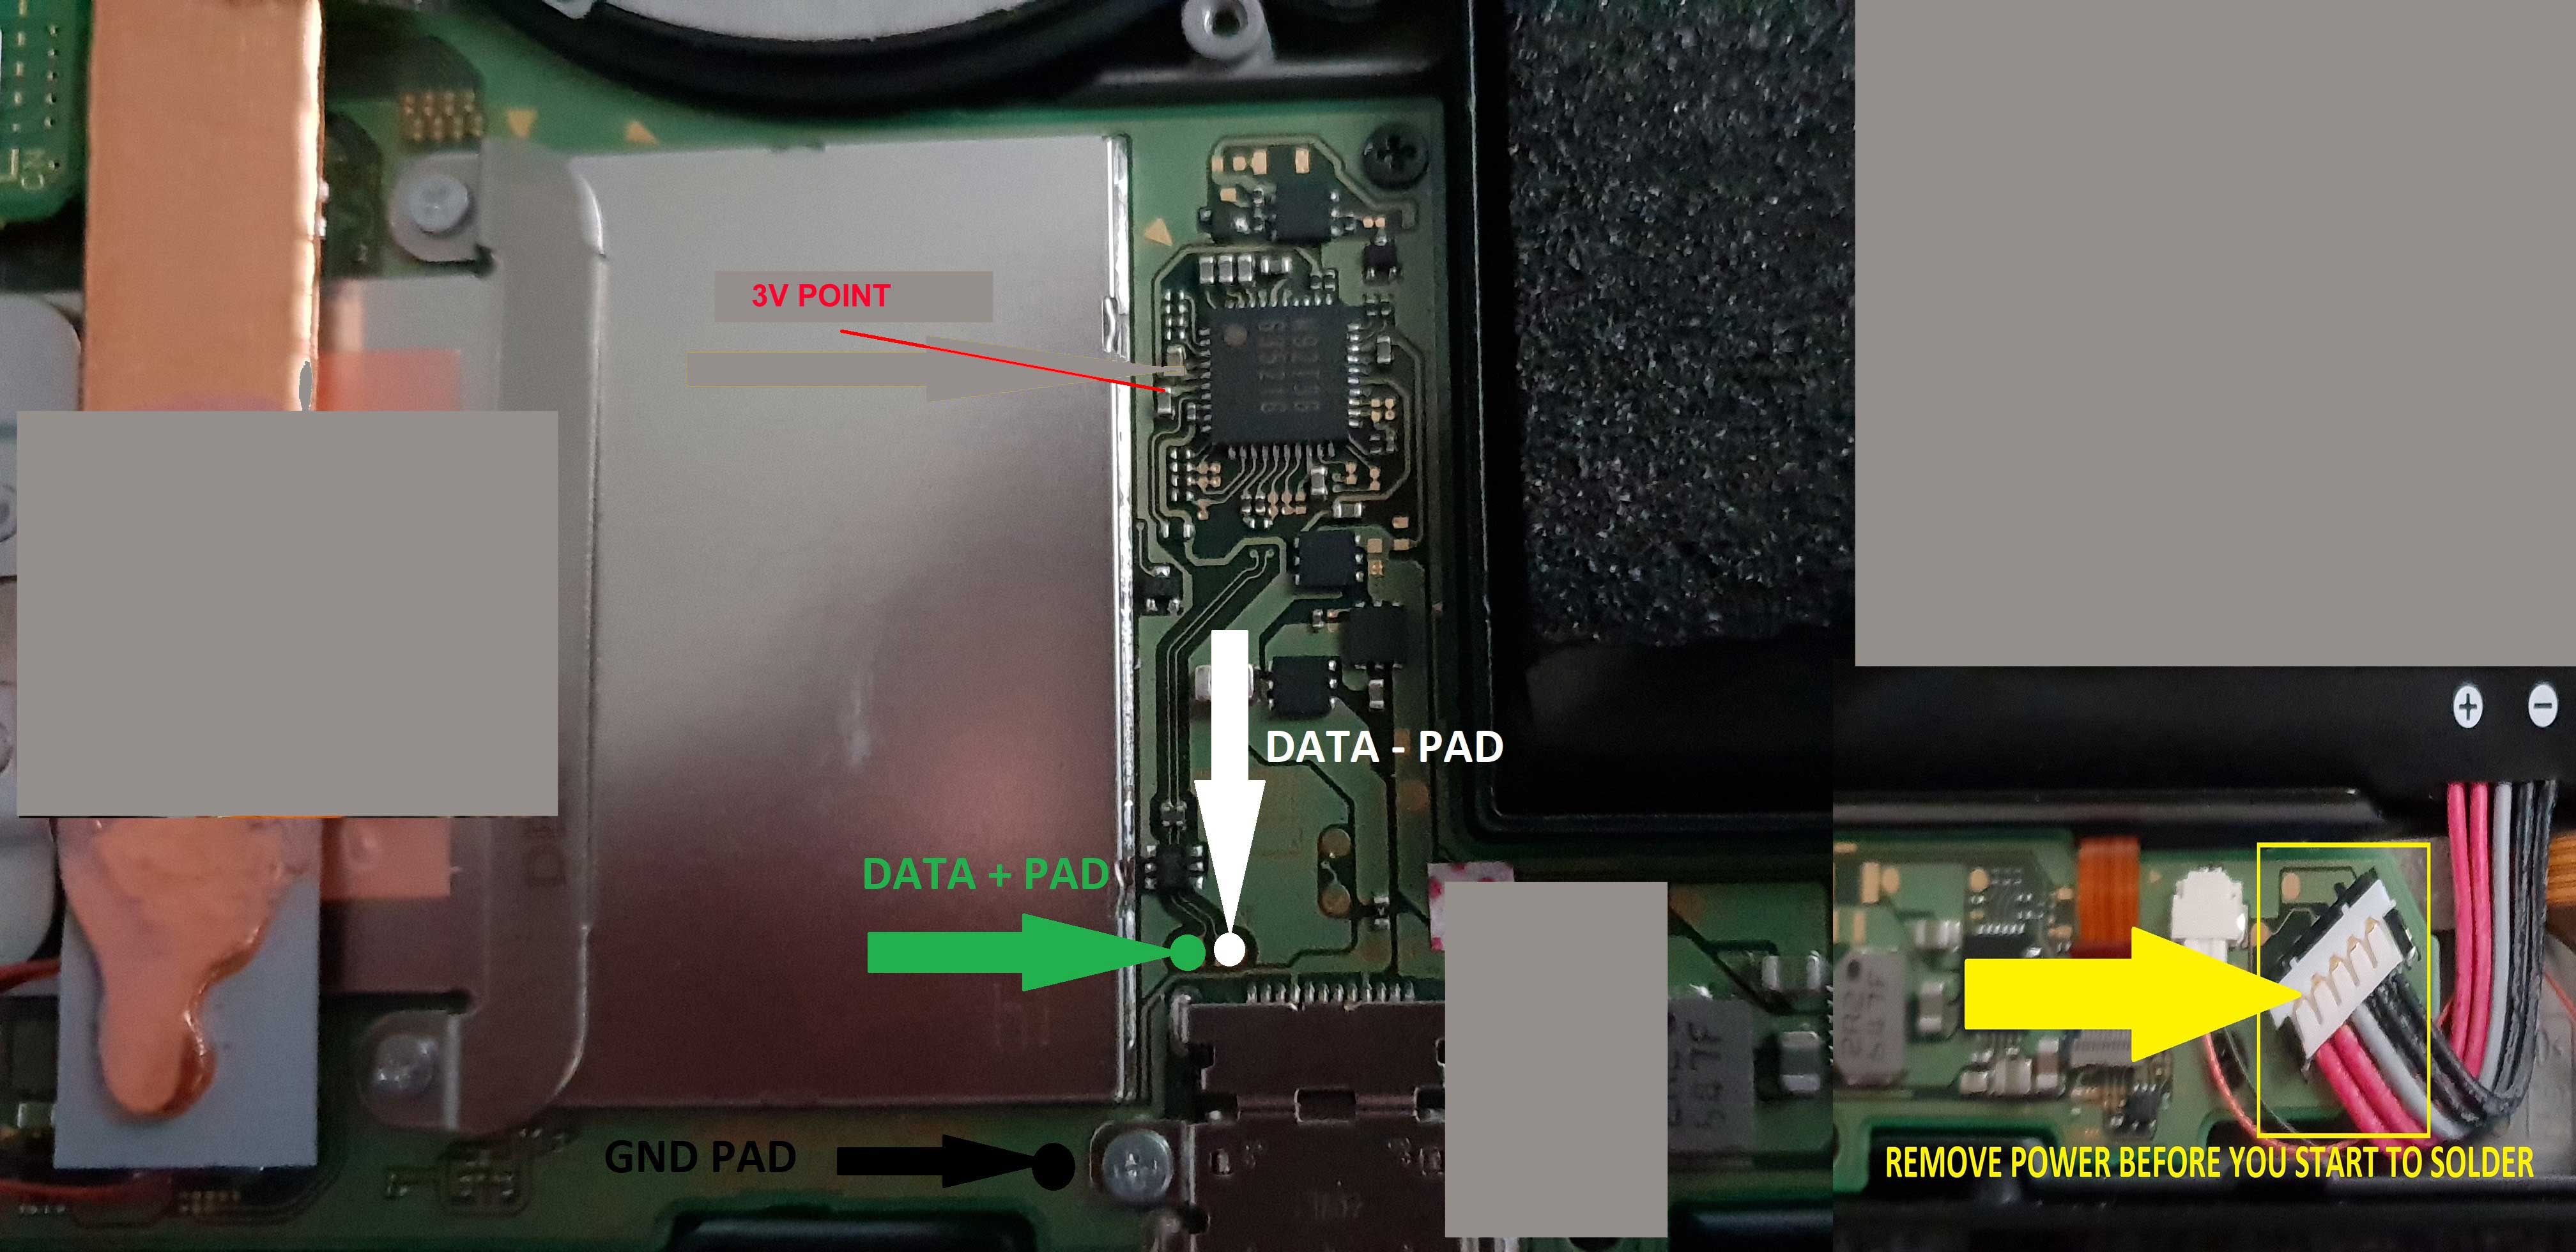 3V POINT
DATA - PAD
DATA + PAD
GND PAD
REMOVE POWER BEFORE YOU START TO SOLDER
+
-